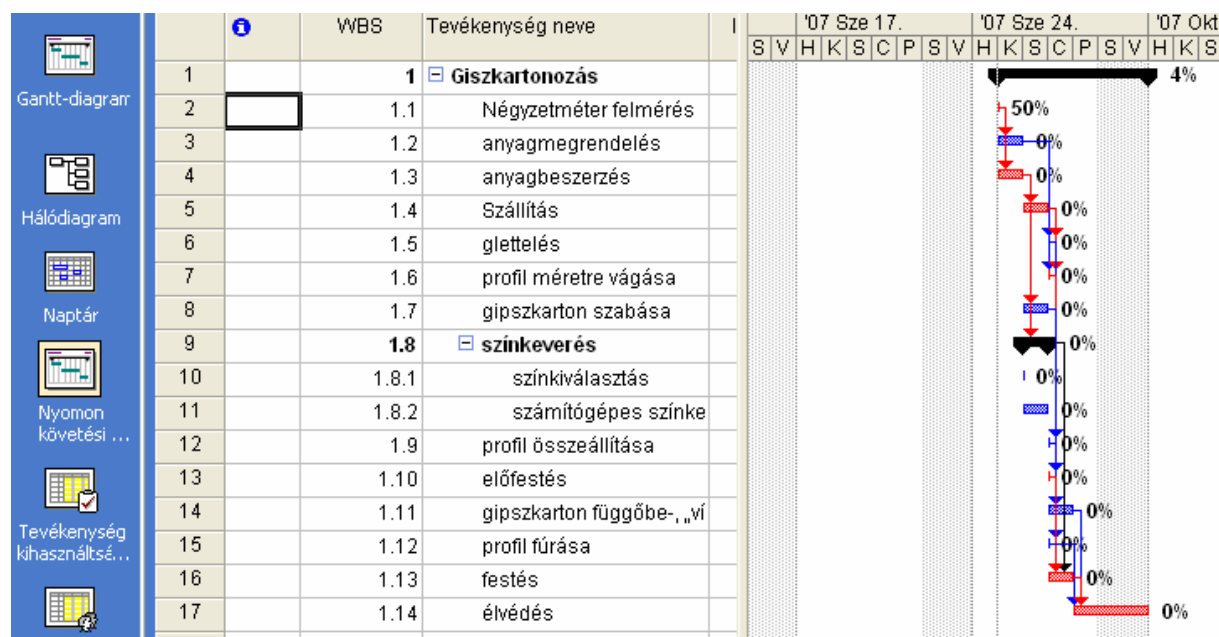 WBS Tevékenység neve '07 Sze 17. '07 Sze 24. '07 Okt
S V H K S C P S V H K S C P S V H K S
1 1 Giszkartonozás 4%
2 1.1 Négyzetméter felmérés 50%
3 1.2 anyagmegrendelés 0%
4 1.3 anyagbeszerzés 0%
5 1.4 Szállítás 0%
6 1.5 glettelés 0%
7 1.6 profil méretre vágása 0%
8 1.7 gipszkarton szabása 0%
9 1.8 színkeverés 0%
10 1.8.1 színkiválasztás 0%
11 1.8.2 számítógépes színke 0%
12 1.9 profil összeállítása 0%
13 1.10 előfestés 0%
14 1.11 gipszkarton függőbe-, „ví 0%
15 1.12 profil fúrása 0%
16 1.13 festés 0%
17 1.14 élvédés 0%
Gantt-diagram
Hálódiagram
Naptár
Nyomon
követési ...
Tevékenység
kihasználtsá...